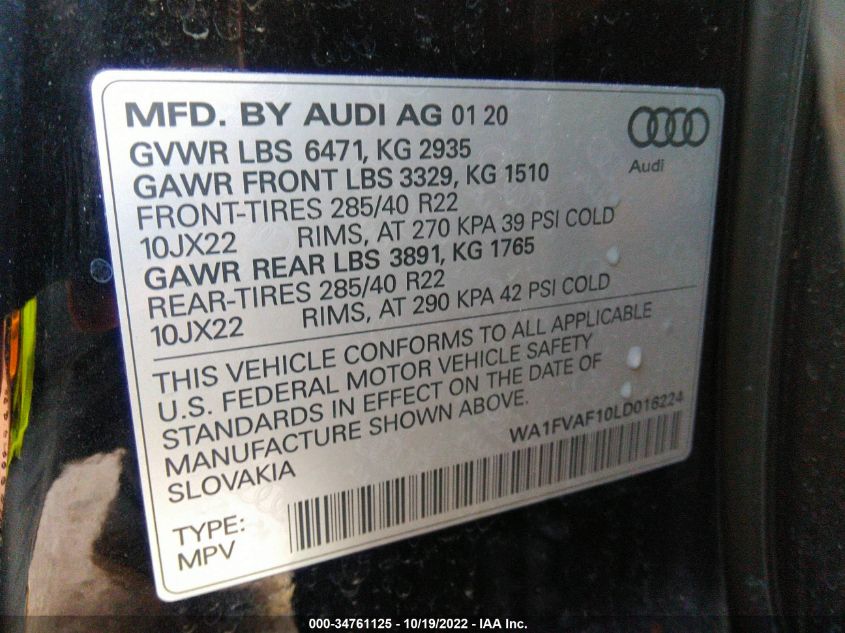 MFD. BY AUDI AG 01 20
Audi
GVWR LBS 6471, KG 2935
GAWR FRONT LBS 3329, KG 1510
FRONT-TIRES 285/40 R22
10JX22 RIMS, AT 270 KPA 39 PSI COLD
GAWR REAR LBS 3891, KG 1765
REAR-TIRES 285/40 R22
10JX22 RIMS, AT 290 KPA 42 PSI COLD
THIS VEHICLE CONFORMS TO ALL APPLICABLE
U.S. FEDERAL MOTOR VEHICLE SAFETY
STANDARDS IN EFFECT ON THE DATE OF
MANUFACTURE SHOWN ABOVE.
SLOVAKIA
WA1FVAF10LD016224
TYPE:
MPV
000-34761125 - 10/19/2022 - IAA Inc.